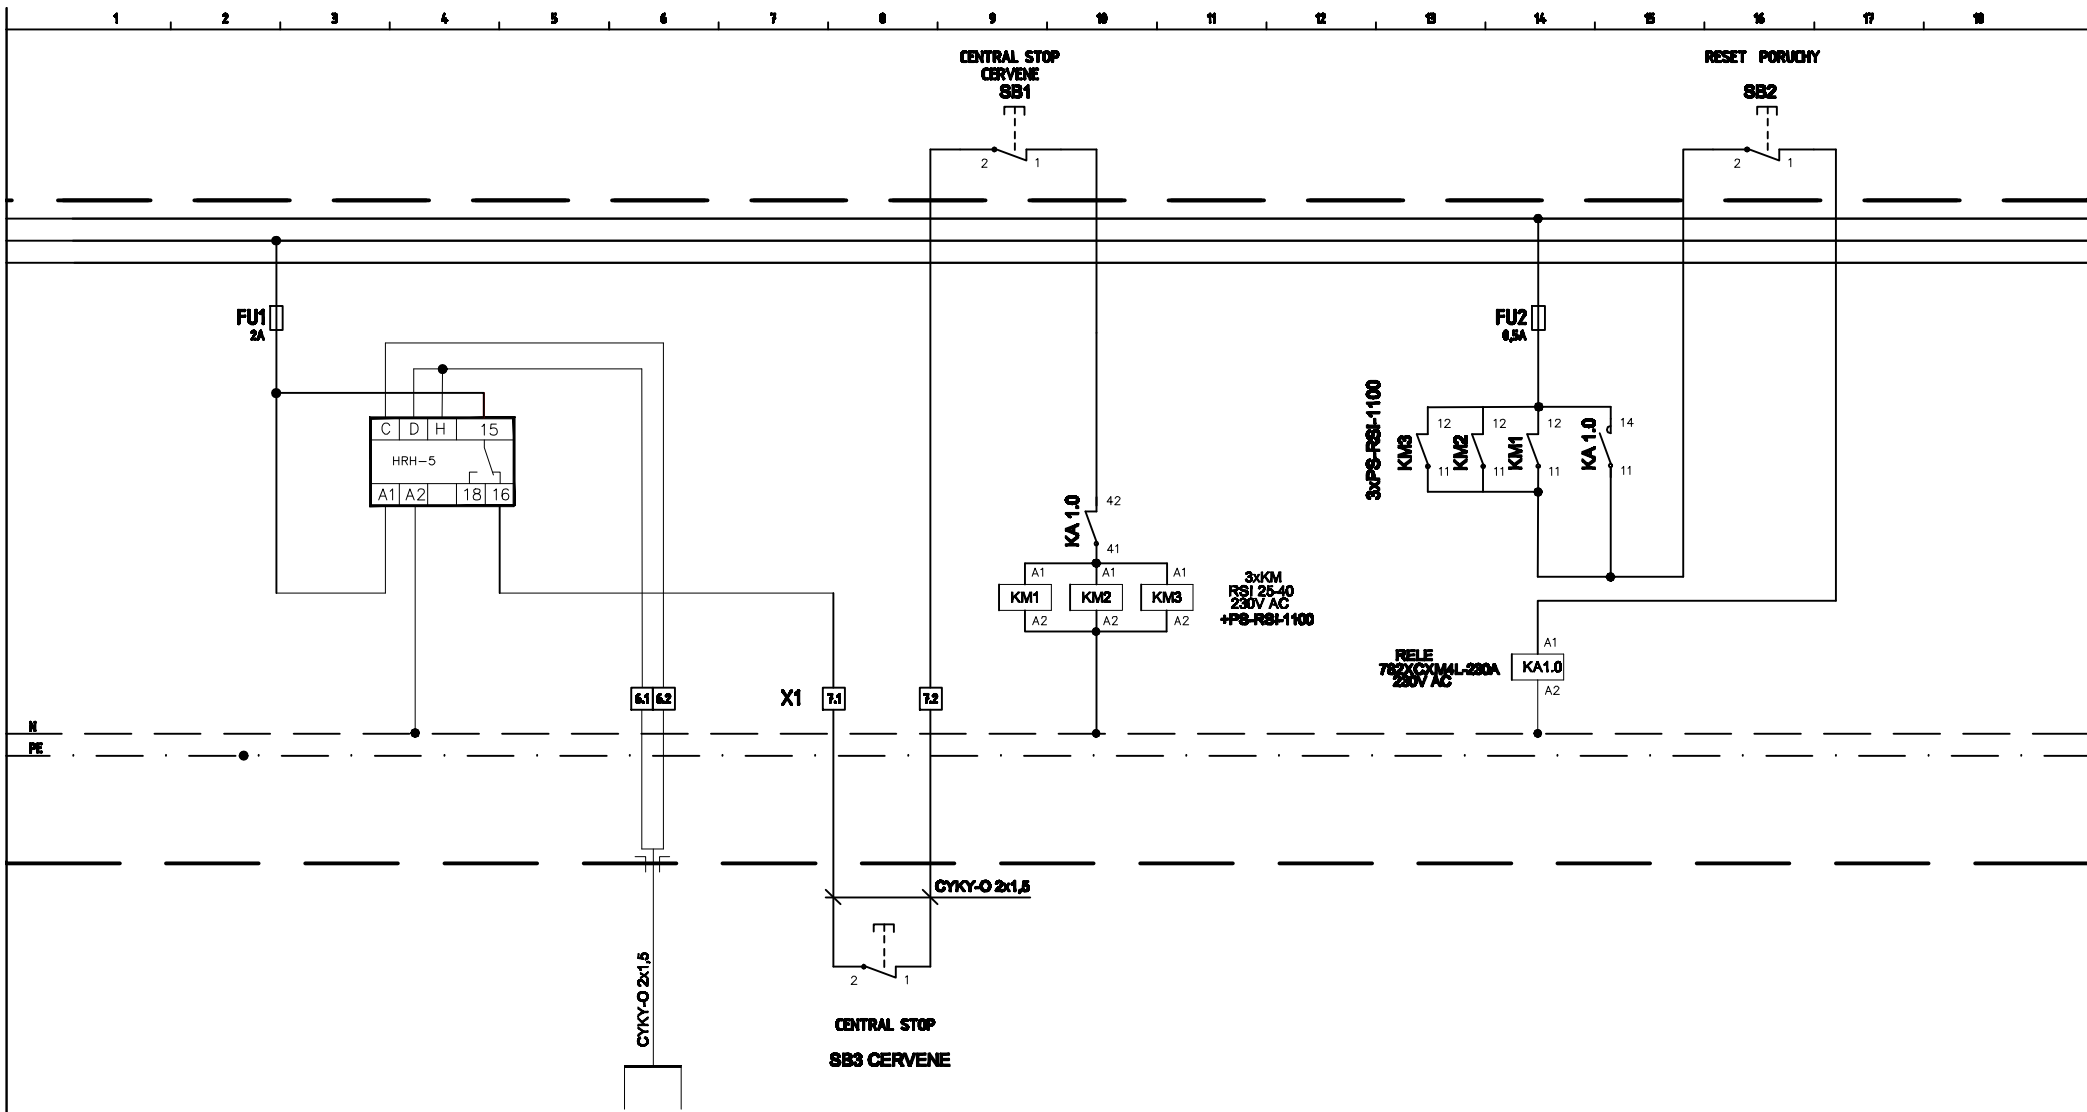 1 2 3 4 5 6 7 8 9 10 11 12 13 14 15 16 17 18
CENTRAL STOP
CERVENE
SB1
2 1
RESET PORUCHY
SB2
2 1
FU1
2A
FU2
0,5A
C D H 15
HRH-5
A1 A2 18 16
3xPS-RSI-1100
KM3
12
11
KM2
12
11
KM1
12
11
KA 1.0
14
11
KA 1.0
42
41
A1 A1 A1
KM1 KM2 KM3
A2 A2 A2
3xKM
RSI 25-40
230V AC
+PS-RSI-1100
RELE
782XCXM4L-230A
230V AC
A1
KA1.0
A2
6.1 6.2
X1
7.1
7.2
N
PE
CYKY-O 2x1,5
CYKY-O 2x1,5
2 1
CENTRAL STOP
SB3 CERVENE